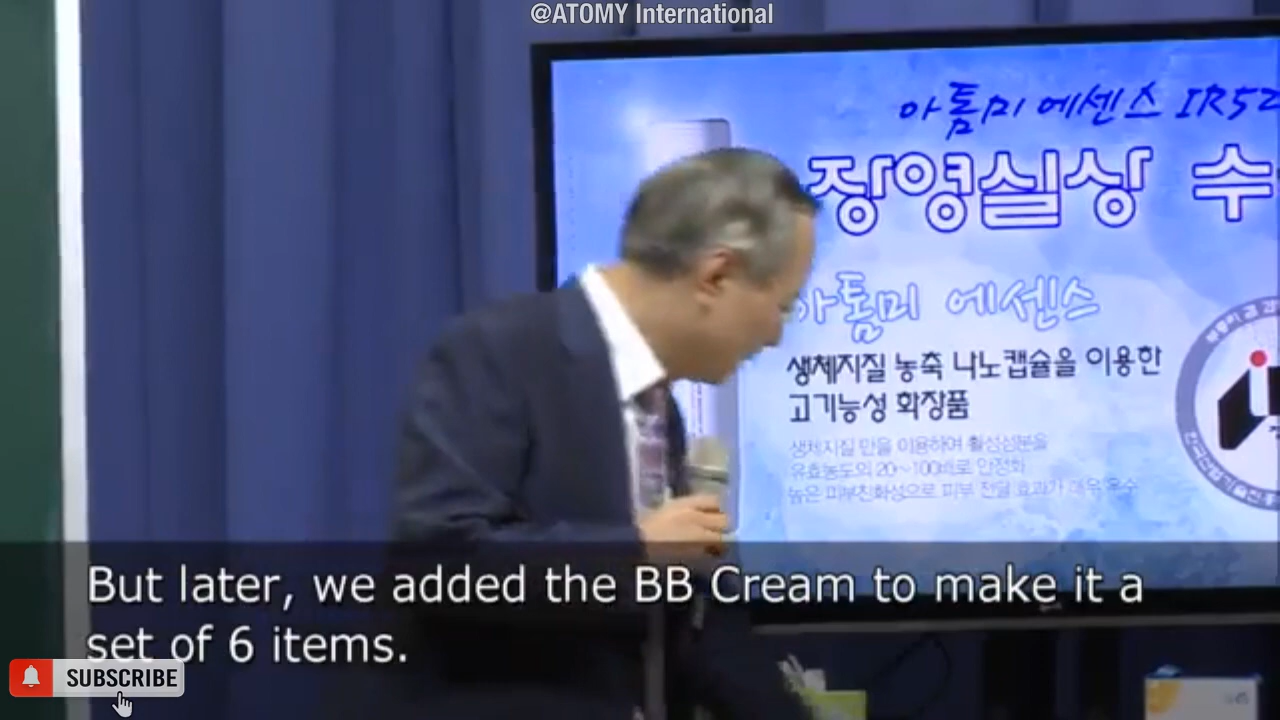 @ATOMY International
아톰미 에센스 IR52
장영실상 수
아톰미 에센스
생체지질 농축 나노캡슐을 이용한
고기능성 화장품
생체지질 만을 이용하여 활성성분을
유효농도의 20~100배로 안정화
높은 피부친화성으로 피부 전달 효과가 매우 우수
But later, we added the BB Cream to make it a
set of 6 items.
SUBSCRIBE